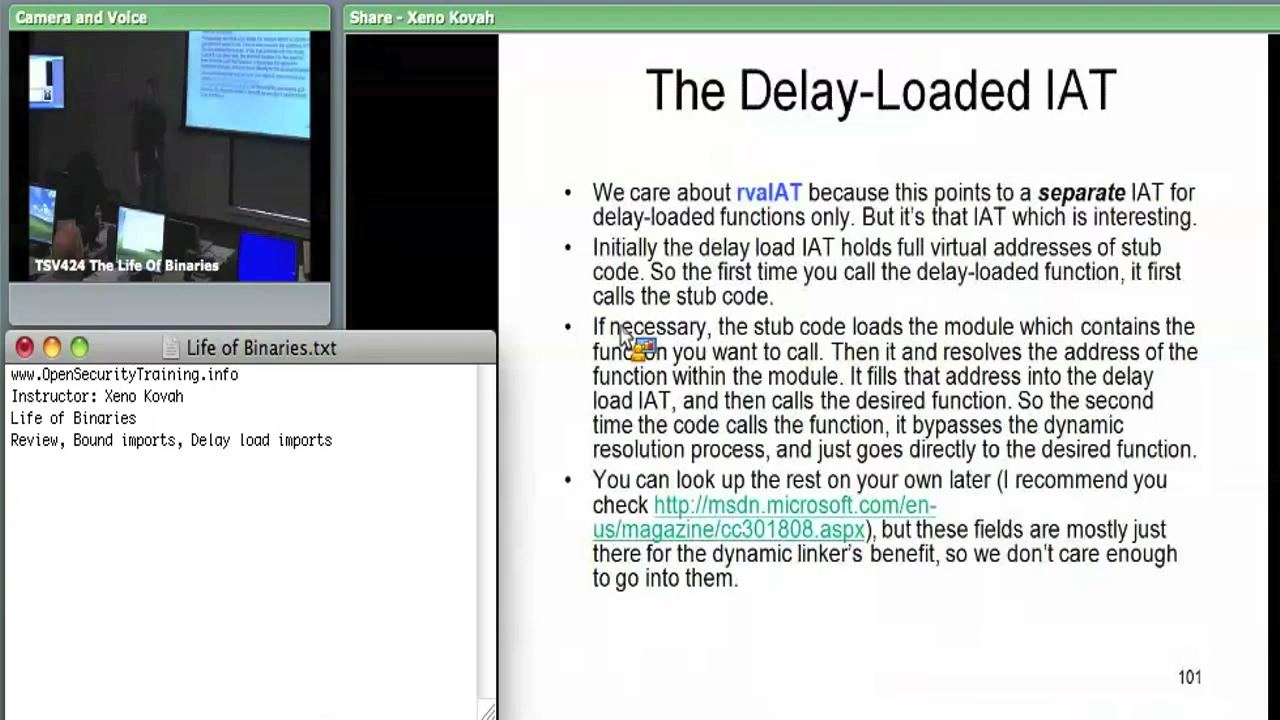 Camera and Voice
TSV424 The Life Of Binaries
Life of Binaries.txt
www.OpenSecurityTraining.info
Instructor: Xeno Kovah
Life of Binaries
Review, Bound imports, Delay load imports
Share - Xeno Kovah
The Delay-Loaded IAT
• We care about rvaIAT because this points to a separate IAT for
delay-loaded functions only. But it's that IAT which is interesting.
• Initially the delay load IAT holds full virtual addresses of stub
code. So the first time you call the delay-loaded function, it first
calls the stub code.
• If necessary, the stub code loads the module which contains the
function you want to call. Then it and resolves the address of the
function within the module. It fills that address into the delay
load IAT, and then calls the desired function. So the second
time the code calls the function, it bypasses the dynamic
resolution process, and just goes directly to the desired function.
• You can look up the rest on your own later (I recommend you
check http://msdn.microsoft.com/en-
us/magazine/cc301808.aspx), but these fields are mostly just
there for the dynamic linker's benefit, so we don't care enough
to go into them.
101